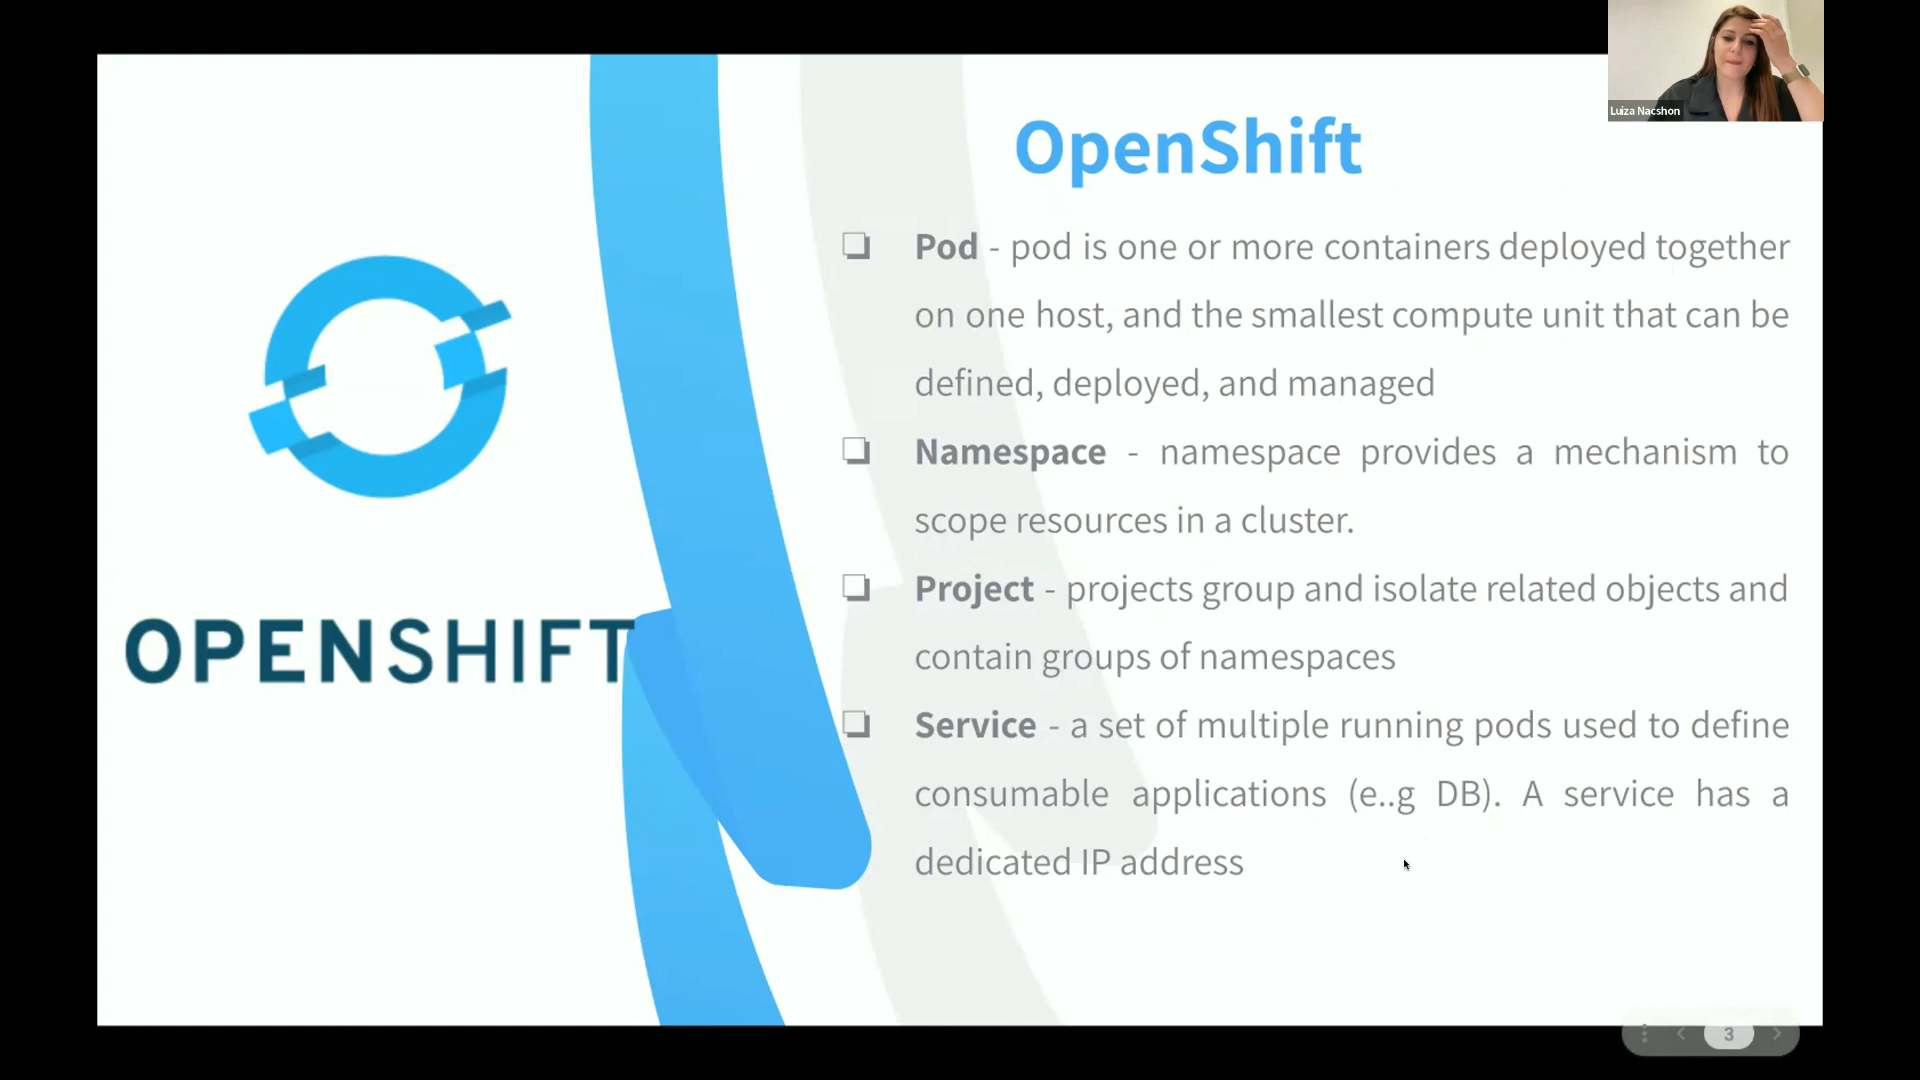 Luiza Nacshon
OpenShift
❏ Pod - pod is one or more containers deployed together
on one host, and the smallest compute unit that can be
defined, deployed, and managed
❏ Namespace - namespace provides a mechanism to
scope resources in a cluster.
❏ Project - projects group and isolate related objects and
contain groups of namespaces
❏ Service - a set of multiple running pods used to define
consumable applications (e..g DB). A service has a
dedicated IP address
OPENSHIFT
3